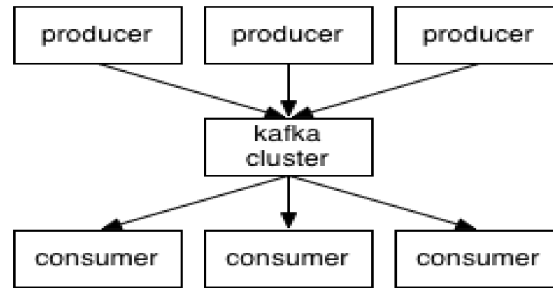 producer producer producer
kafka
cluster
consumer consumer consumer